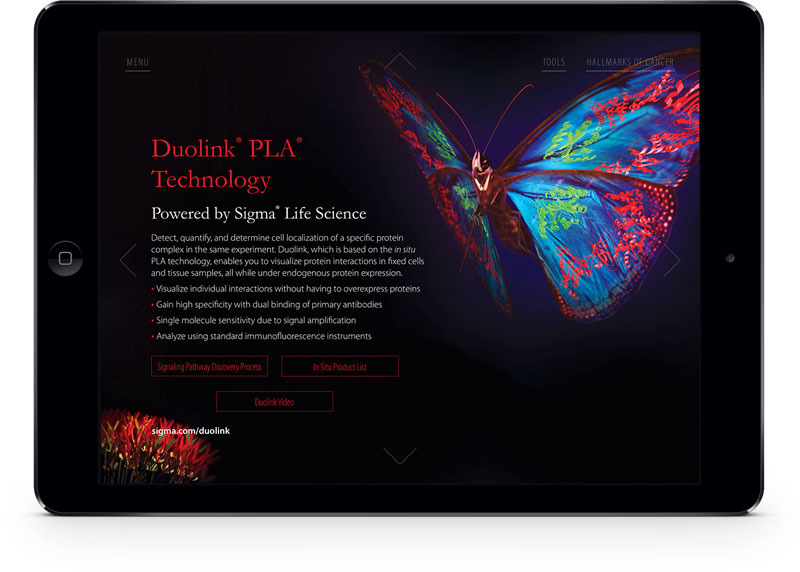 MENU
TOOLS
HALLMARKS OF CANCER
Duolink® PLA®
Technology
Powered by Sigma® Life Science
Detect, quantify, and determine cell localization of a specific protein
complex in the same experiment. Duolink, which is based on the in situ
PLA technology, enables you to visualize protein interactions in fixed cells
and tissue samples, all while under endogenous protein expression.
• Visualize individual interactions without having to overexpress proteins
• Gain high specificity with dual binding of primary antibodies
• Single molecule sensitivity due to signal amplification
• Analyze using standard immunofluorescence instruments
Signaling Pathway Discovery Process
In Situ Product List
Duolink Video
sigma.com/duolink